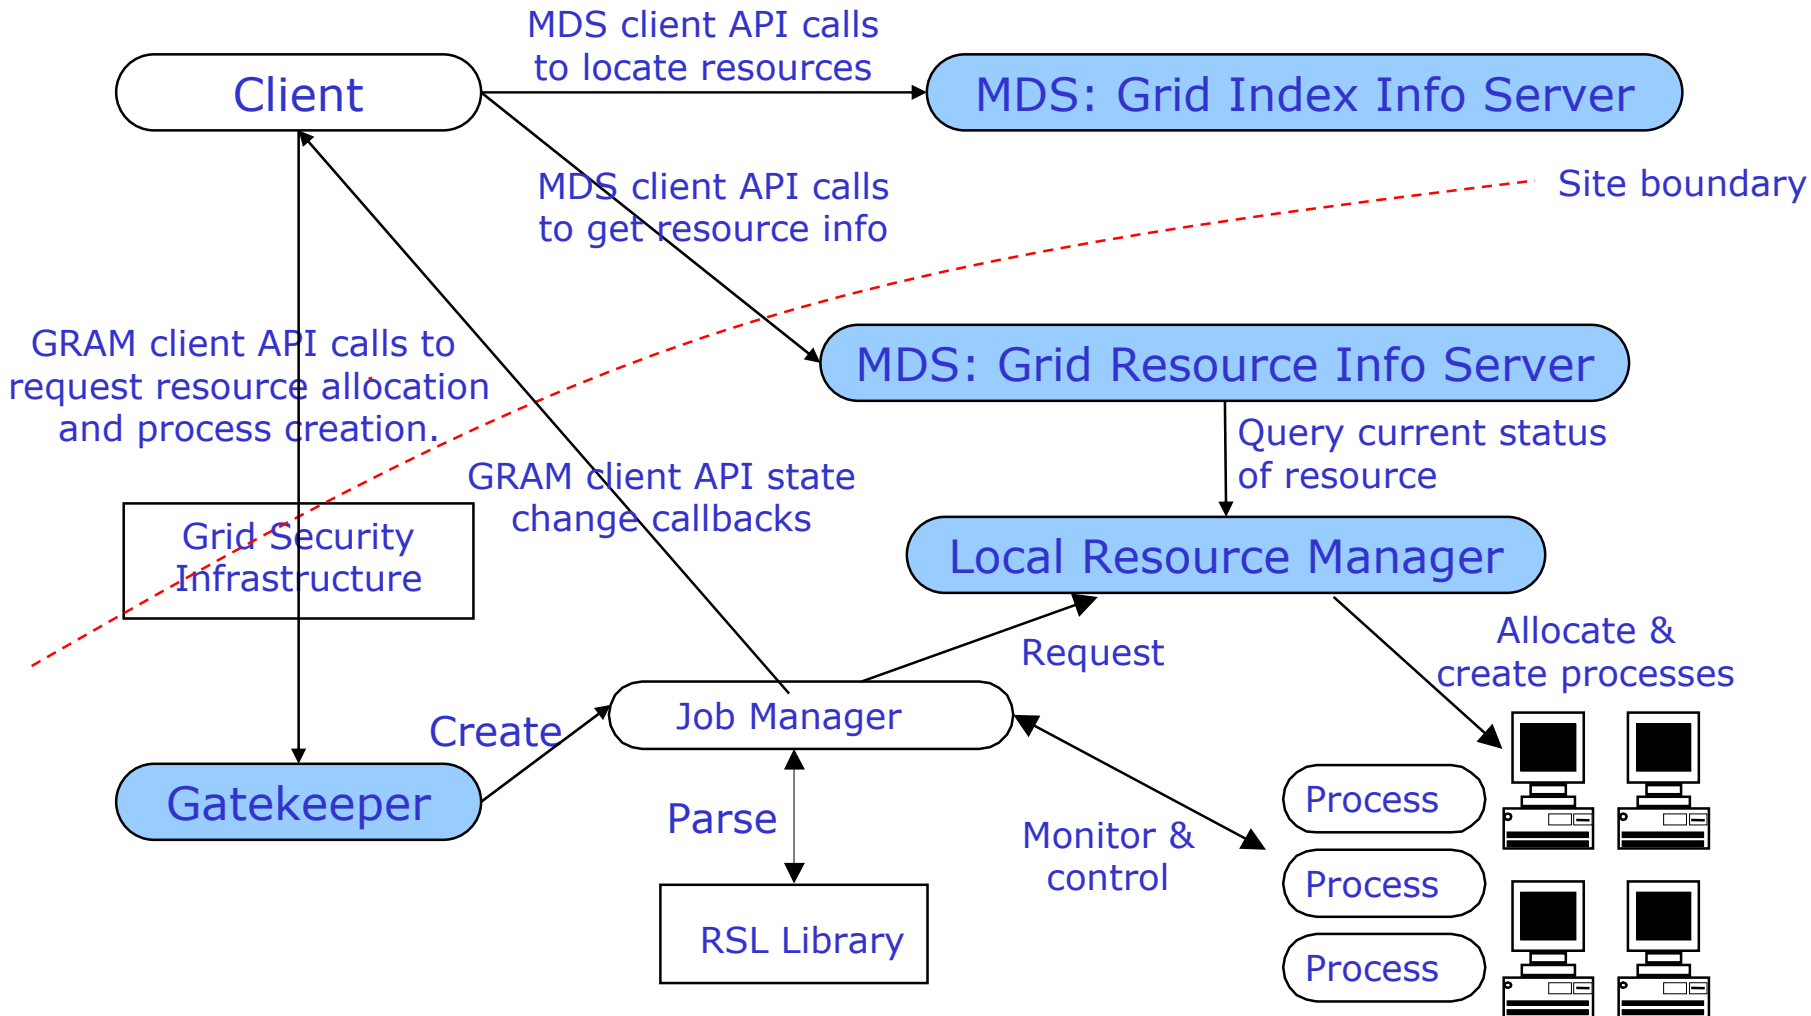 MDS client API calls
to locate resources
Client
MDS: Grid Index Info Server
MDS client API calls
to get resource info
Site boundary
GRAM client API calls to
request resource allocation
and process creation.
MDS: Grid Resource Info Server
Query current status
of resource
GRAM client API state
change callbacks
Grid Security
Infrastructure
Local Resource Manager
Request
Allocate &
create processes
Create
Job Manager
Gatekeeper
Parse
Monitor &
control
Process
Process
Process
RSL Library